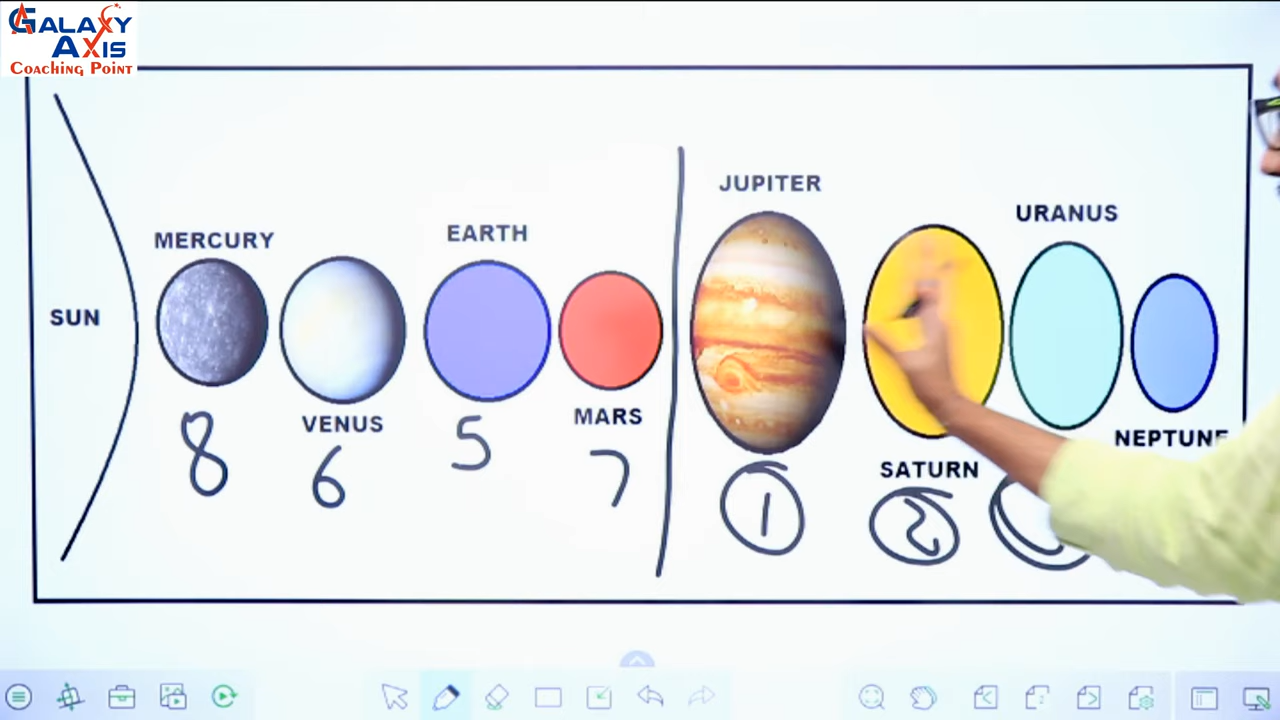 GALAXY
AXIS
COACHING POINT
SUN
MERCURY
8
VENUS
6
EARTH
5
MARS
7
JUPITER
1
SATURN
2
URANUS
NEPTUNE